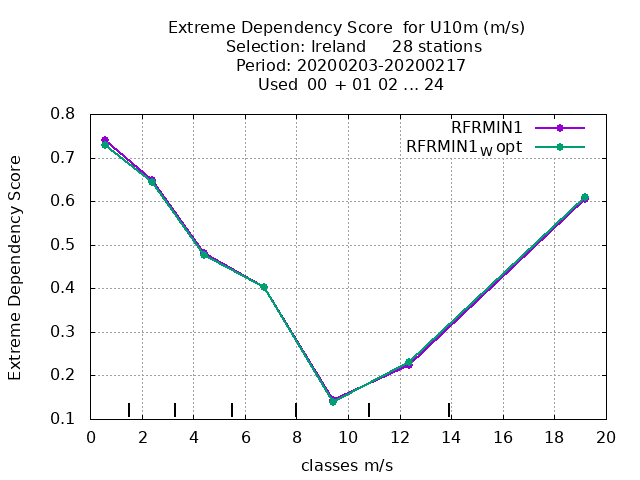 Extreme Dependency Score  for U10m (m/s)
Selection: Ireland     28 stations
Period: 20200203-20200217
Used  00  + 01 02 ... 24
RFRMIN1
RFRMIN1W opt
Extreme Dependency Score
0.8
0.7
0.6
0.5
0.4
0.3
0.2
0.1
0 2 4 6 8 10 12 14 16 18 20
classes m/s